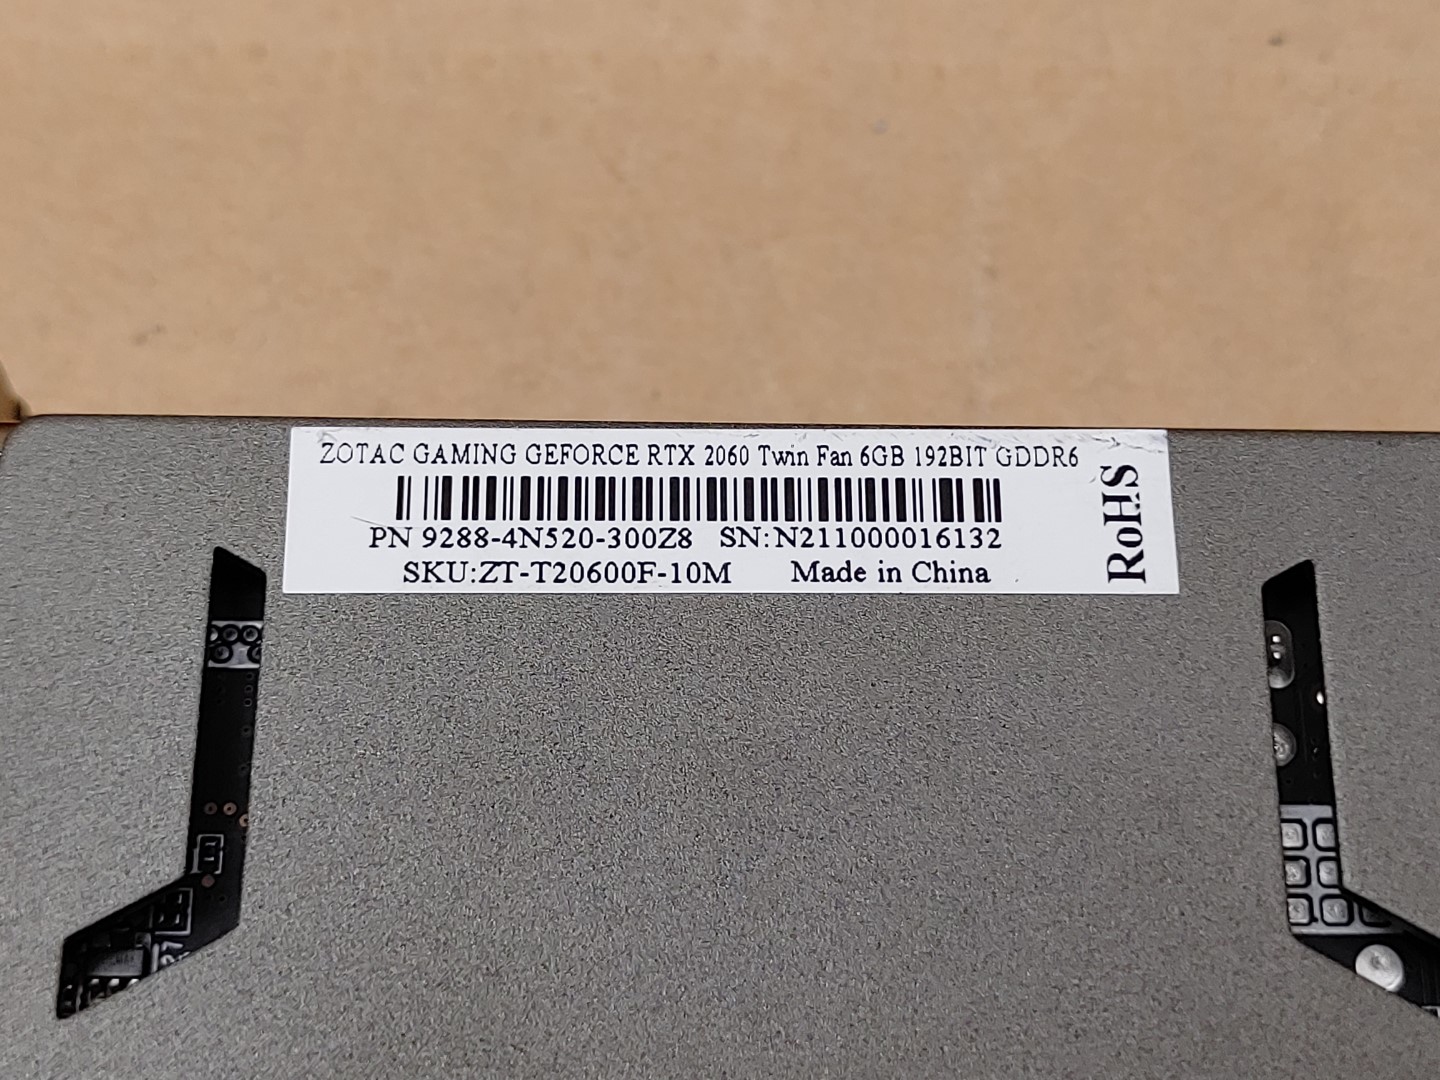 ZOTAC GAMING GEFORCE RTX 2060 Twin Fan 6GB 192BIT GDDR6
PN 9288-4N520-300Z8 SN:N211000016132
SKU:ZT-T20600F-10M Made in China
RoHS